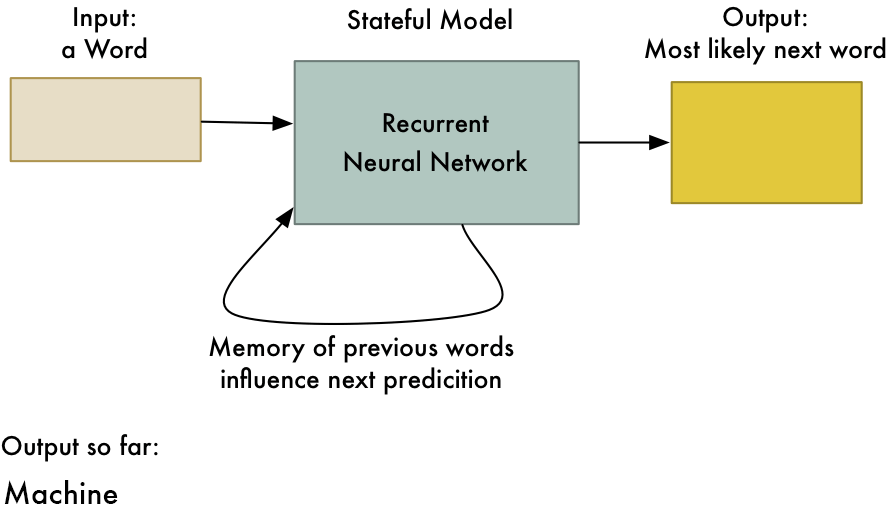 Input:
a Word
Stateful Model
Output:
Most likely next word
Recurrent
Neural Network
Memory of previous words
influence next predicition
Output so far:
Machine